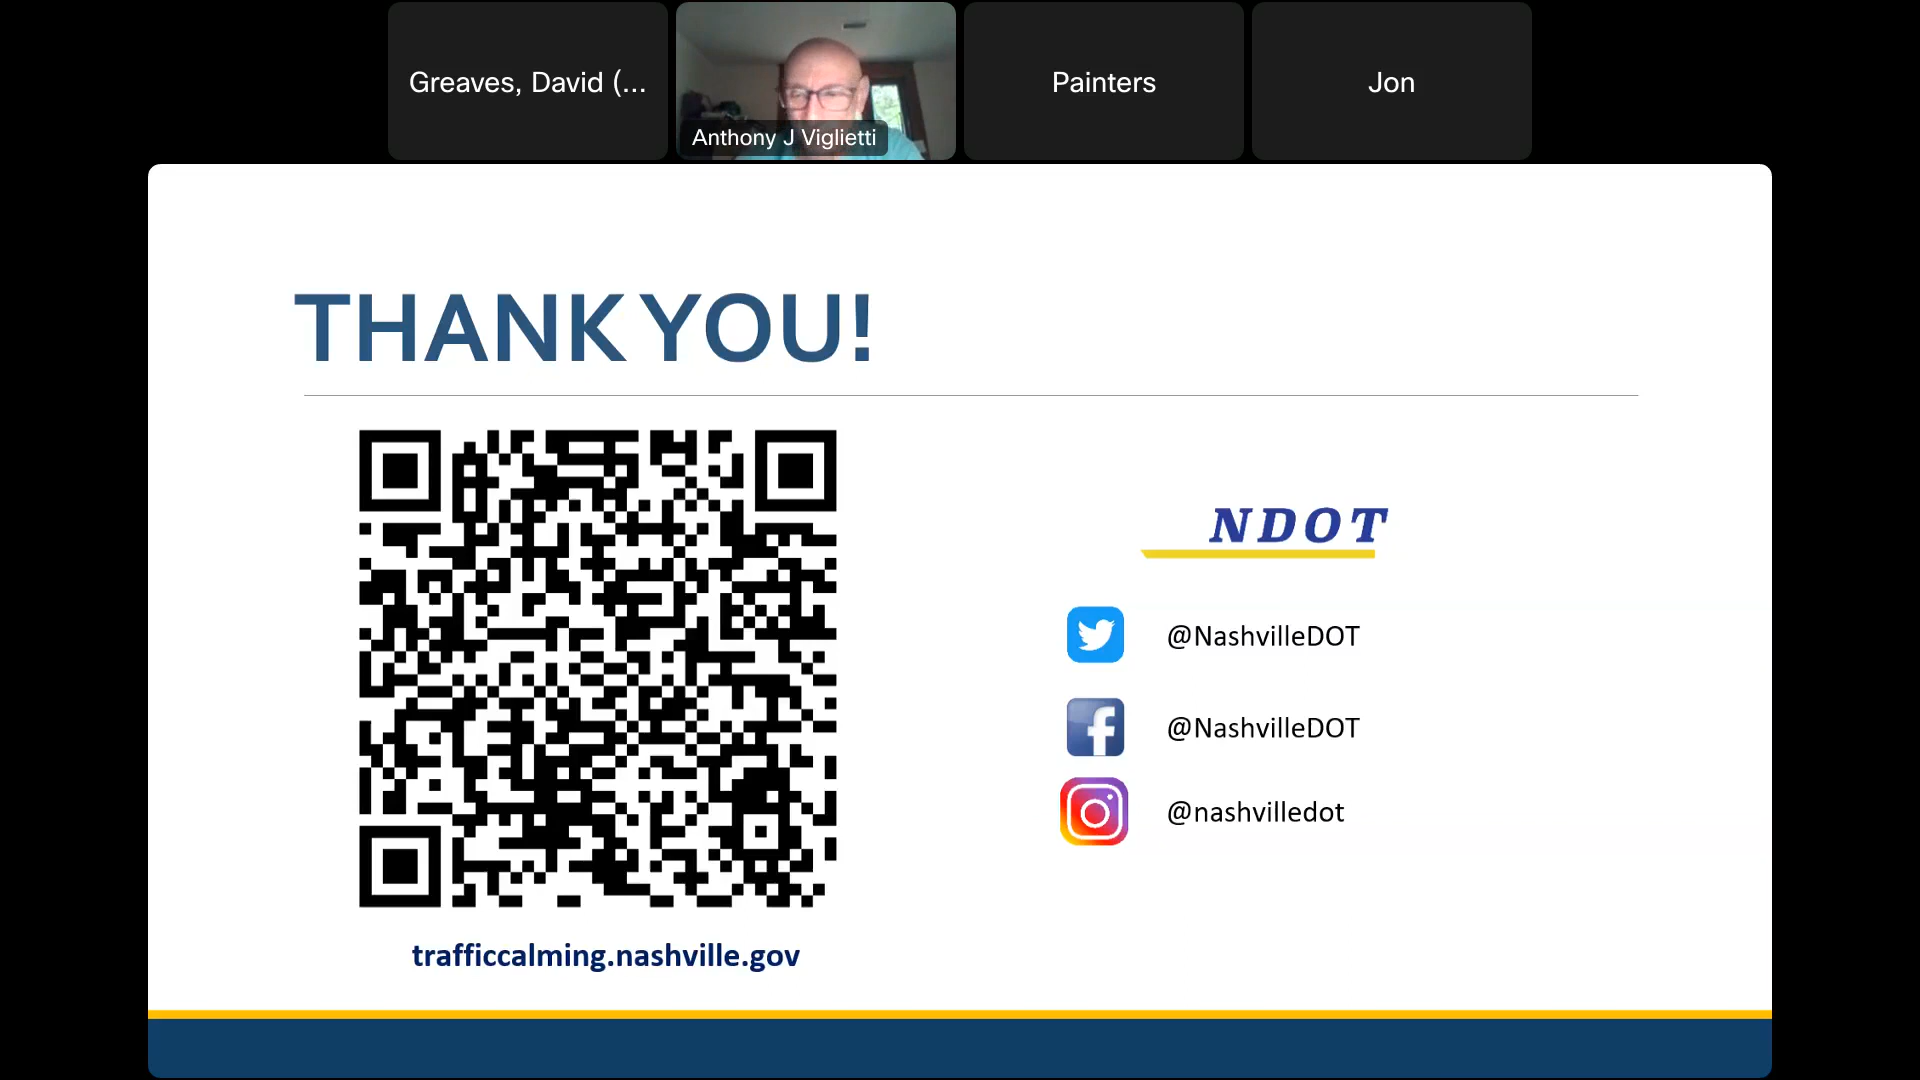 Greaves, David (...
Anthony J Viglietti
Painters
Jon
THANK YOU!
NDOT
@NashvilleDOT
@NashvilleDOT
@nashvilledot
trafficcalming.nashville.gov